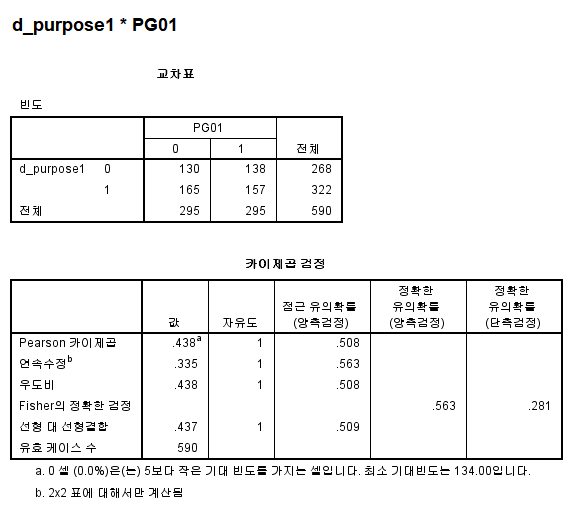 d_purpose1 * PG01
교차표
빈도
PG01
0 1 전체
d_purpose1 0 130 138 268
1 165 157 322
전체 295 295 590
카이제곱 검정
값 자유도 점근 유의확률 (양측검정) 정확한 유의확률 (양측검정) 정확한 유의확률 (단측검정)
Pearson 카이제곱 .438a 1 .508
연속수정b .335 1 .563
우도비 .438 1 .508
Fisher의 정확한 검정 .563 .281
선형 대 선형결합 .437 1 .509
유효 케이스 수 590
a. 0 셀 (0.0%)은(는) 5보다 작은 기대 빈도를 가지는 셀입니다. 최소 기대빈도는 134.00입니다.
b. 2x2 표에 대해서만 계산됨